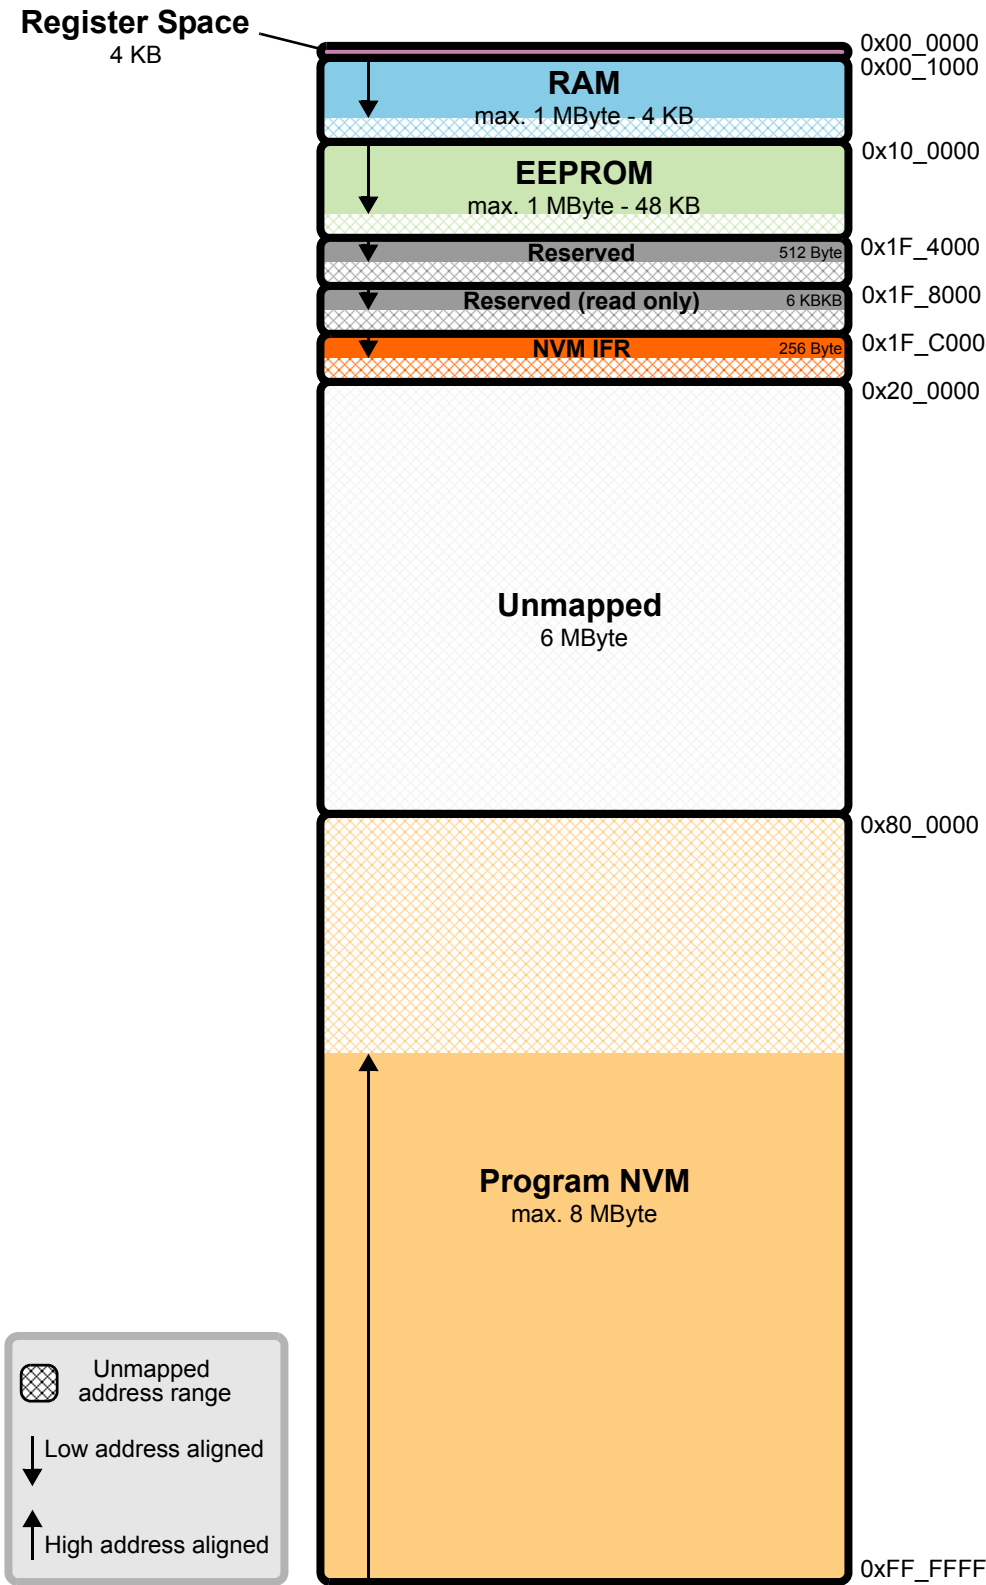 Register Space
4 KB
0x00_0000
0x00_1000
RAM
max. 1 MByte - 4 KB
0x10_0000
EEPROM
max. 1 MByte - 48 KB
0x1F_4000
Reserved
512 Byte
0x1F_8000
Reserved (read only)
6 KBKB
0x1F_C000
NVM IFR
256 Byte
0x20_0000
Unmapped
6 MByte
0x80_0000
Program NVM
max. 8 MByte
Unmapped
address range
Low address aligned
High address aligned
0xFF_FFFF